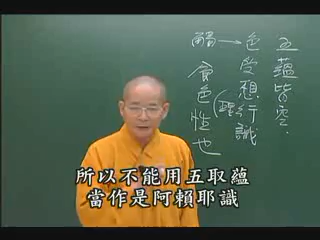 五蘊皆空
色受想行識
食色性也
所以不能用五取蘊
當作是阿賴耶識